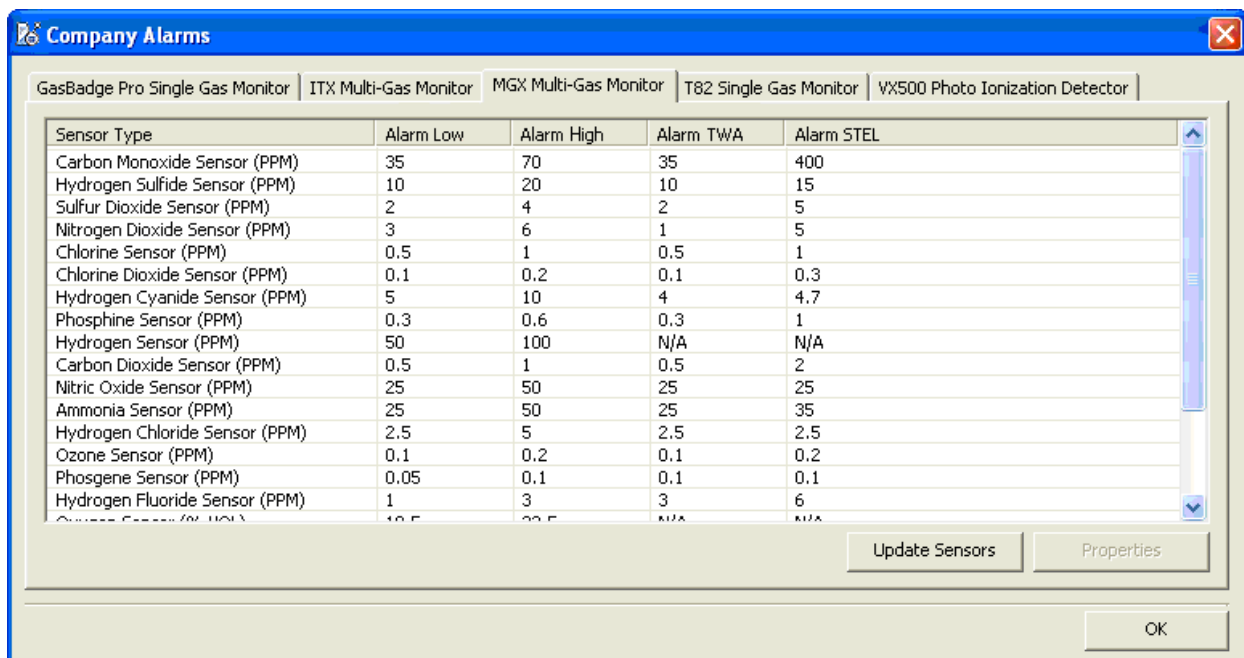 Company Alarms
GasBadge Pro Single Gas Monitor ITX Multi-Gas Monitor MGX Multi-Gas Monitor T82 Single Gas Monitor VX500 Photo Ionization Detector
Sensor Type Alarm Low Alarm High Alarm TWA Alarm STEL
Carbon Monoxide Sensor (PPM) 35 70 35 400
Hydrogen Sulfide Sensor (PPM) 10 20 10 15
Sulfur Dioxide Sensor (PPM) 2 4 2 5
Nitrogen Dioxide Sensor (PPM) 3 6 1 5
Chlorine Sensor (PPM) 0.5 1 0.5 1
Chlorine Dioxide Sensor (PPM) 0.1 0.2 0.1 0.3
Hydrogen Cyanide Sensor (PPM) 5 10 4 4.7
Phosphine Sensor (PPM) 0.3 0.6 0.3 1
Hydrogen Sensor (PPM) 50 100 N/A N/A
Carbon Dioxide Sensor (PPM) 0.5 1 0.5 2
Nitric Oxide Sensor (PPM) 25 50 25 25
Ammonia Sensor (PPM) 25 50 25 35
Hydrogen Chloride Sensor (PPM) 2.5 5 2.5 2.5
Ozone Sensor (PPM) 0.1 0.2 0.1 0.2
Phosgene Sensor (PPM) 0.05 0.1 0.1 0.1
Hydrogen Fluoride Sensor (PPM) 1 3 3 6
Update Sensors Properties
OK